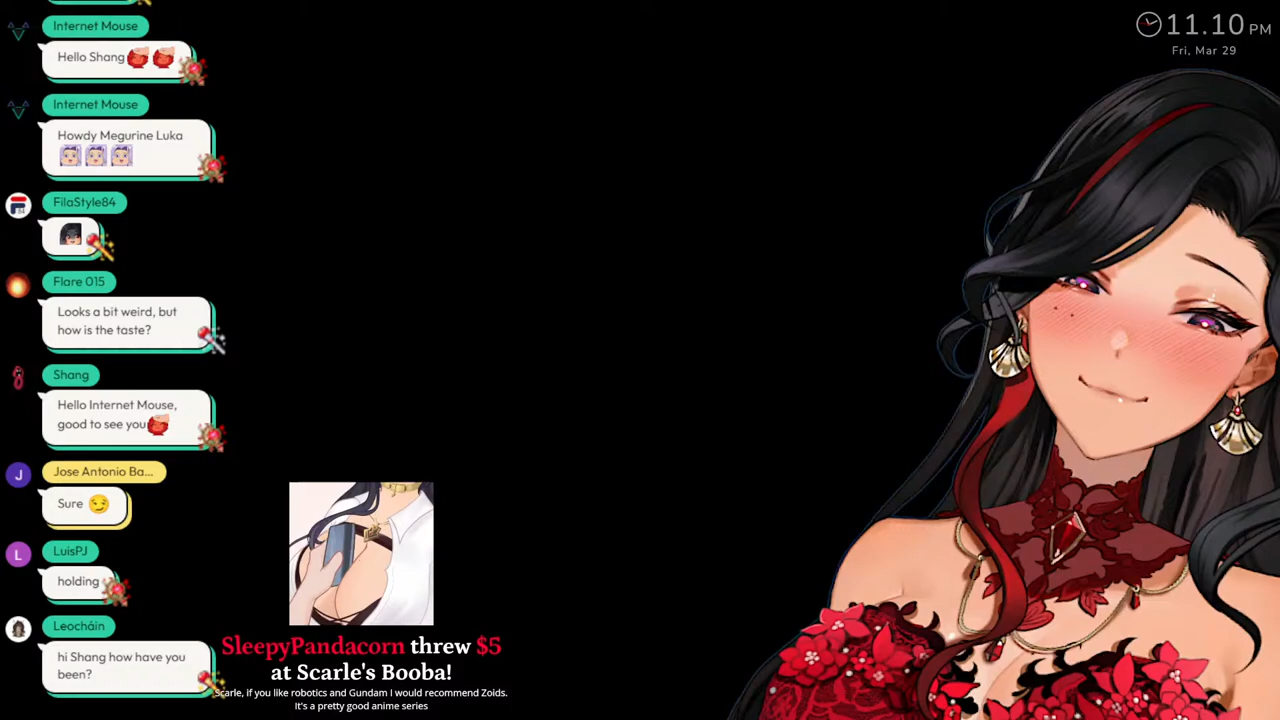 Internet Mouse
Hello Shang
Internet Mouse
Howdy Megurine Luka
FilaStyle84
Flare 015
Looks a bit weird, but
how is the taste?
Shang
Hello Internet Mouse,
good to see you
J
Jose Antonio Ba...
Sure
L
LuisPJ
holding
Leocháin
hi Shang how have you
been?
SleepyPandacorn threw $5
at Scarle's Booba!
Scarle, if you like robotics and Gundam I would recommend Zoids.
It's a pretty good anime series
11.10 PM
Fri, Mar 29